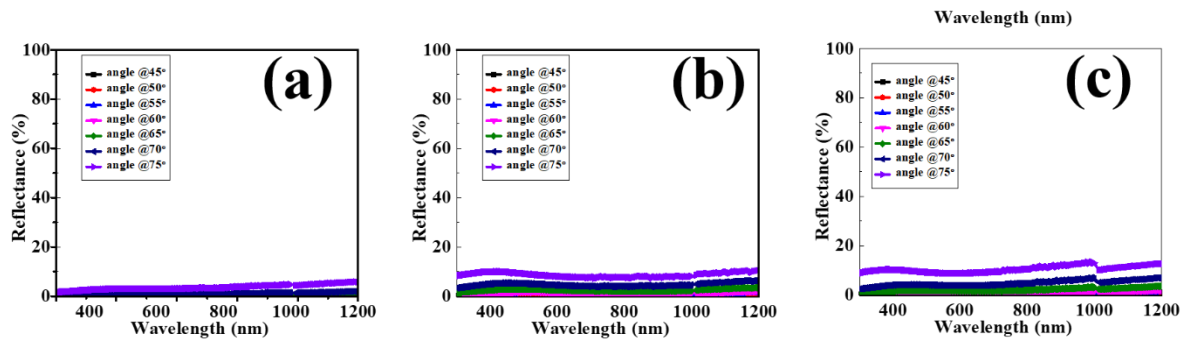 Wavelength (nm)
100
80
60
40
20
0
Reflectance (%)
angle @45°
angle @50°
angle @55°
angle @60°
angle @65°
angle @70°
angle @75°
(a)
400 600 800 1000 1200
Wavelength (nm)
100
80
60
40
20
0
Reflectance (%)
angle @45°
angle @50°
angle @55°
angle @60°
angle @65°
angle @70°
angle @75°
(b)
400 600 800 1000 1200
Wavelength (nm)
100
80
60
40
20
0
Reflectance (%)
angle @45°
angle @50°
angle @55°
angle @60°
angle @65°
angle @70°
angle @75°
(c)
400 600 800 1000 1200
Wavelength (nm)